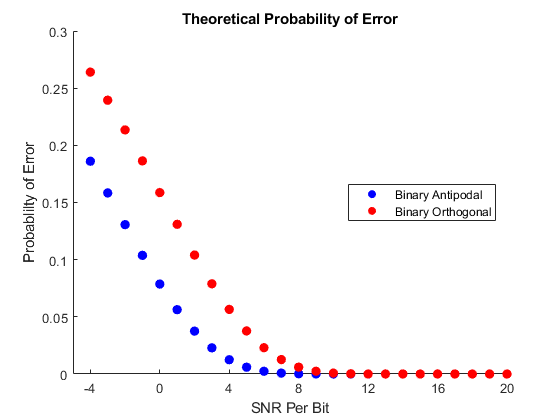 Theoretical Probability of Error
0.3
0.25
0.2
0.15
0.1
0.05
0
Probability of Error
Binary Antipodal
Binary Orthogonal
-4 0 4 8 12 16 20
SNR Per Bit